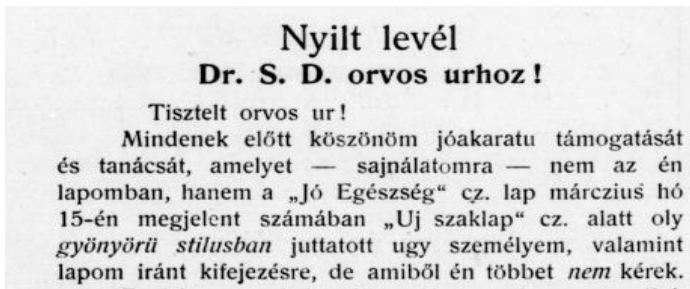 Nyilt levél
Dr. S. D. orvos urhoz!
Tisztelt orvos ur!
Mindenek előtt köszönöm jóakaratu támogatását
és tanácsát, amelyet — sajnálatomra — nem az én
lapomban, hanem a „Jó Egészség“ cz. lap márczius hó
15-én megjelent számában „Uj szaklap“ cz. alatt oly
gyönyörü stilusban juttatott ugy személyem, valamint
lapom iránt kifejezésre, de amiből én többet nem kérek.